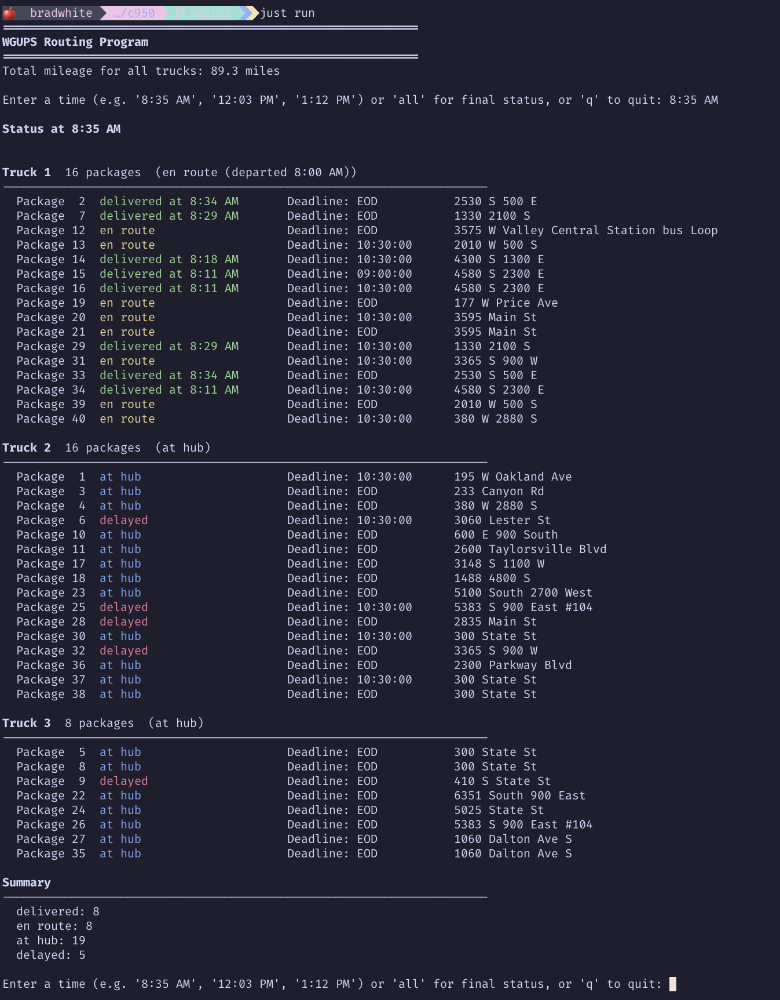 bradwhite …/c950 master just run
WGUPS Routing Program
Total mileage for all trucks: 89.3 miles
Enter a time (e.g. '8:35 AM', '12:03 PM', '1:12 PM') or 'all' for final status, or 'q' to quit: 8:35 AM
Status at 8:35 AM
Truck 1  16 packages  (en route (departed 8:00 AM))
Package  2  delivered at 8:34 AM  Deadline: EOD  2530 S 500 E
Package  7  delivered at 8:29 AM  Deadline: EOD  1330 2100 S
Package 12  en route  Deadline: EOD  3575 W Valley Central Station bus Loop
Package 13  en route  Deadline: 10:30:00  2010 W 500 S
Package 14  delivered at 8:18 AM  Deadline: 10:30:00  4300 S 1300 E
Package 15  delivered at 8:11 AM  Deadline: 09:00:00  4580 S 2300 E
Package 16  delivered at 8:11 AM  Deadline: 10:30:00  4580 S 2300 E
Package 19  en route  Deadline: EOD  177 W Price Ave
Package 20  en route  Deadline: 10:30:00  3595 Main St
Package 21  en route  Deadline: EOD  3595 Main St
Package 29  delivered at 8:29 AM  Deadline: 10:30:00  1330 2100 S
Package 31  en route  Deadline: 10:30:00  3365 S 900 W
Package 33  delivered at 8:34 AM  Deadline: EOD  2530 S 500 E
Package 34  delivered at 8:11 AM  Deadline: 10:30:00  4580 S 2300 E
Package 39  en route  Deadline: EOD  2010 W 500 S
Package 40  en route  Deadline: 10:30:00  380 W 2880 S
Truck 2  16 packages  (at hub)
Package  1  at hub  Deadline: 10:30:00  195 W Oakland Ave
Package  3  at hub  Deadline: EOD  233 Canyon Rd
Package  4  at hub  Deadline: EOD  380 W 2880 S
Package  6  delayed  Deadline: 10:30:00  3060 Lester St
Package 10  at hub  Deadline: EOD  600 E 900 South
Package 11  at hub  Deadline: EOD  2600 Taylorsville Blvd
Package 17  at hub  Deadline: EOD  3148 S 1100 W
Package 18  at hub  Deadline: EOD  1488 4800 S
Package 23  at hub  Deadline: EOD  5100 South 2700 West
Package 25  delayed  Deadline: 10:30:00  5383 S 900 East #104
Package 28  delayed  Deadline: EOD  2835 Main St
Package 30  at hub  Deadline: 10:30:00  300 State St
Package 32  delayed  Deadline: EOD  3365 S 900 W
Package 36  at hub  Deadline: EOD  2300 Parkway Blvd
Package 37  at hub  Deadline: 10:30:00  300 State St
Package 38  at hub  Deadline: EOD  300 State St
Truck 3  8 packages  (at hub)
Package  5  at hub  Deadline: EOD  300 State St
Package  8  at hub  Deadline: EOD  300 State St
Package  9  delayed  Deadline: EOD  410 S State St
Package 22  at hub  Deadline: EOD  6351 South 900 East
Package 24  at hub  Deadline: EOD  5025 State St
Package 26  at hub  Deadline: EOD  5383 S 900 East #104
Package 27  at hub  Deadline: EOD  1060 Dalton Ave S
Package 35  at hub  Deadline: EOD  1060 Dalton Ave S
Summary
delivered: 8
en route: 8
at hub: 19
delayed: 5
Enter a time (e.g. '8:35 AM', '12:03 PM', '1:12 PM') or 'all' for final status, or 'q' to quit: